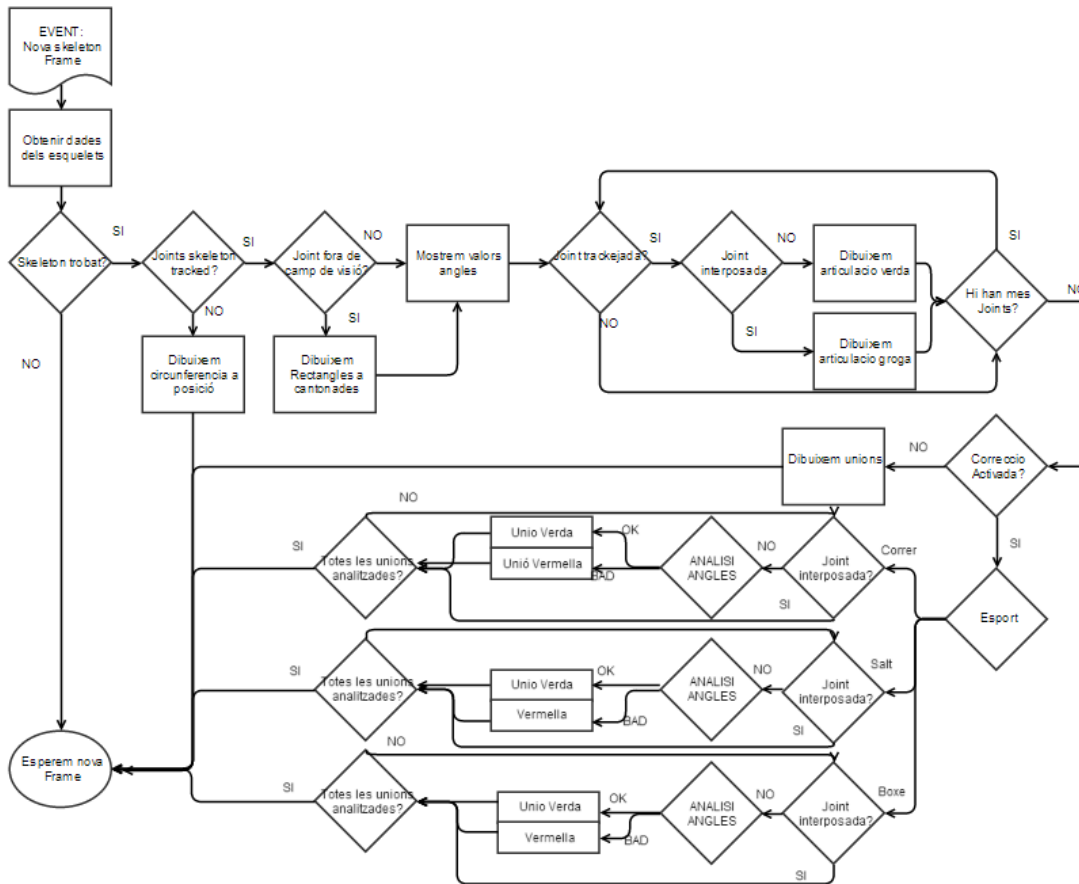 EVENT:
Nova skeleton
Frame
Obtenir dades
dels esquelets
Skeleton trobat?
SI
NO
Joints skeleton
tracked?
SI
NO
Dibuixem
circunferencia a
posició
Joint fora de
camp de visió?
NO
SI
Dibuixem
Rectangles a
cantonades
Mostrem valors
angles
Joint trackejada?
SI
NO
Joint
interposada
NO
SI
Dibuixem
articulacio verda
Dibuixem
articulacio groga
Hi han mes
Joints?
SI
NO
Correccio
Activada?
NO
SI
Dibuixem unions
Esport
Correr
Joint
interposada?
NO
SI
ANALISI
ANGLES
OK
BAD
Unio Verda
Unió Vermella
Totes les unions
analitzades?
NO
SI
Salt
Joint
interposada?
NO
SI
ANALISI
ANGLES
OK
BAD
Unio Verda
Vermella
Totes les unions
analitzades?
SI
Boxe
Joint
interposada?
NO
SI
ANALISI
ANGLES
OK
BAD
Unio Verda
Vermella
Totes les unions
analitzades?
NO
SI
Esperem nova
Frame